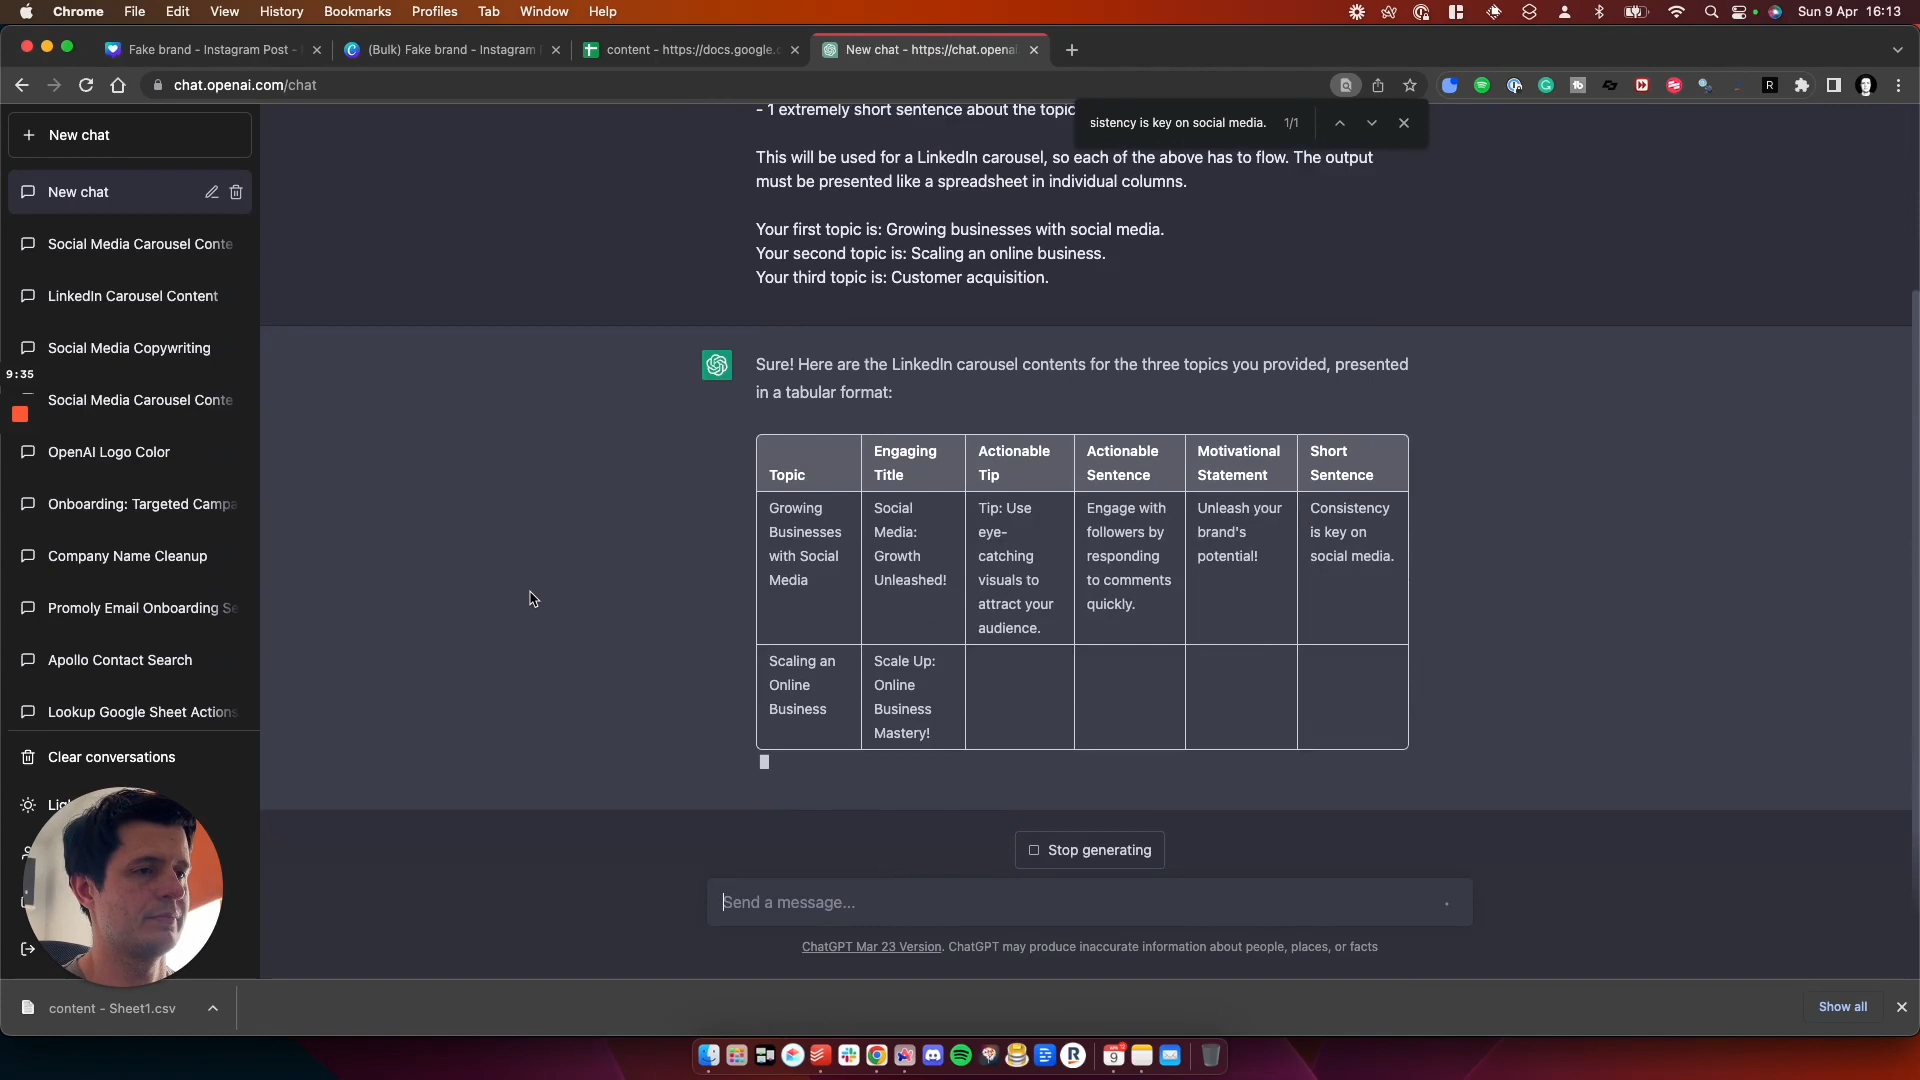 Chrome File Edit View History Bookmarks Profiles Tab Window Help
Sun 9 Apr 16:13
Fake brand - Instagram Post -
(Bulk) Fake brand - Instagram
content - https://docs.google.c
New chat - https://chat.openai
chat.openai.com/chat
sistency is key on social media. 1/1
New chat
New chat
Social Media Carousel Conte
LinkedIn Carousel Content
Social Media Copywriting
9:35
Social Media Carousel Conte
OpenAI Logo Color
Onboarding: Targeted Campa
Company Name Cleanup
Promoly Email Onboarding Se
Apollo Contact Search
Lookup Google Sheet Actions
Clear conversations
- 1 extremely short sentence about the topic
This will be used for a LinkedIn carousel, so each of the above has to flow. The output
must be presented like a spreadsheet in individual columns.
Your first topic is: Growing businesses with social media.
Your second topic is: Scaling an online business.
Your third topic is: Customer acquisition.
Sure! Here are the LinkedIn carousel contents for the three topics you provided, presented
in a tabular format:
Topic
Engaging
Title
Actionable
Tip
Actionable
Sentence
Motivational
Statement
Short
Sentence
Growing
Businesses
with Social
Media
Social
Media:
Growth
Unleashed!
Tip: Use
eye-
catching
visuals to
attract your
audience.
Engage with
followers by
responding
to comments
quickly.
Unleash your
brand's
potential!
Consistency
is key on
social media.
Scaling an
Online
Business
Scale Up:
Online
Business
Mastery!
Stop generating
Send a message...
ChatGPT Mar 23 Version. ChatGPT may produce inaccurate information about people, places, or facts
content - Sheet1.csv
Show all